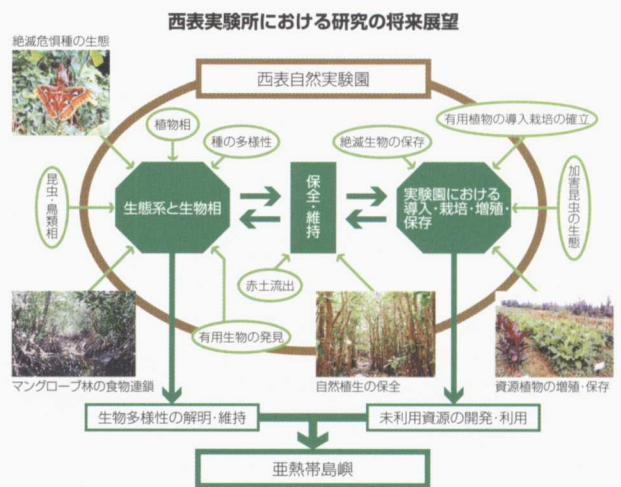 西表実験所における研究の将来展望
絶滅危惧種の生態
西表自然実験園
植物相
種の多様性
絶滅生物の保存
有用植物の導入栽培の確立
昆虫・鳥類相
生態系と生物相
保全・維持
実験園における
導入・栽培・増殖・
保存
加害昆虫の生態
赤土流出
有用生物の発見
マングローブ林の食物連鎖
自然植生の保全
資源植物の増殖・保存
生物多様性の解明・維持
未利用資源の開発・利用
亜熱帯島嶼